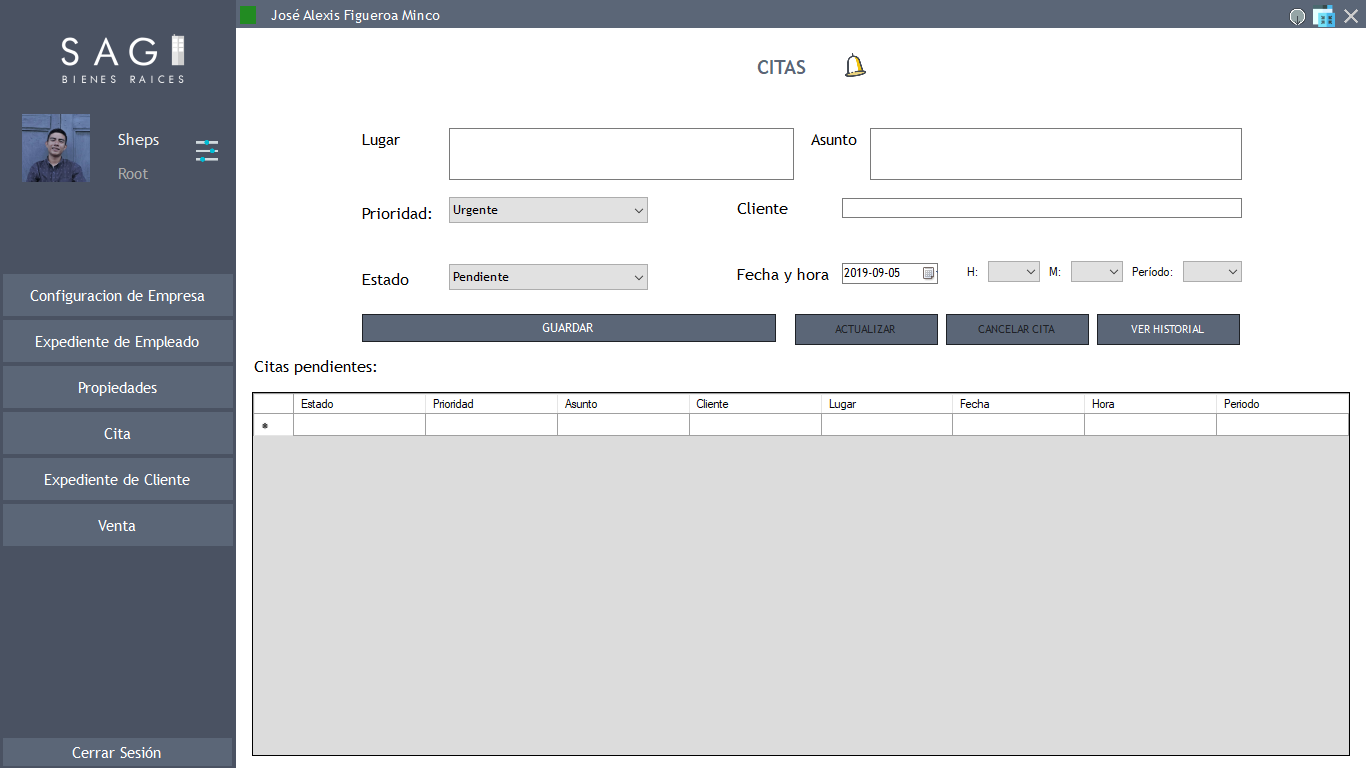 José Alexis Figueroa Minco
SAGI
BIENES RAICES
Sheps
Root
Configuracion de Empresa
Expediente de Empleado
Propiedades
Cita
Expediente de Cliente
Venta
Cerrar Sesión
CITAS
Lugar
Asunto
Prioridad: Urgente
Cliente
Estado Pendiente
Fecha y hora 2019-09-05 H: M: Período:
GUARDAR ACTUALIZAR CANCELAR CITA VER HISTORIAL
Citas pendientes:
Estado Prioridad Asunto Cliente Lugar Fecha Hora Periodo